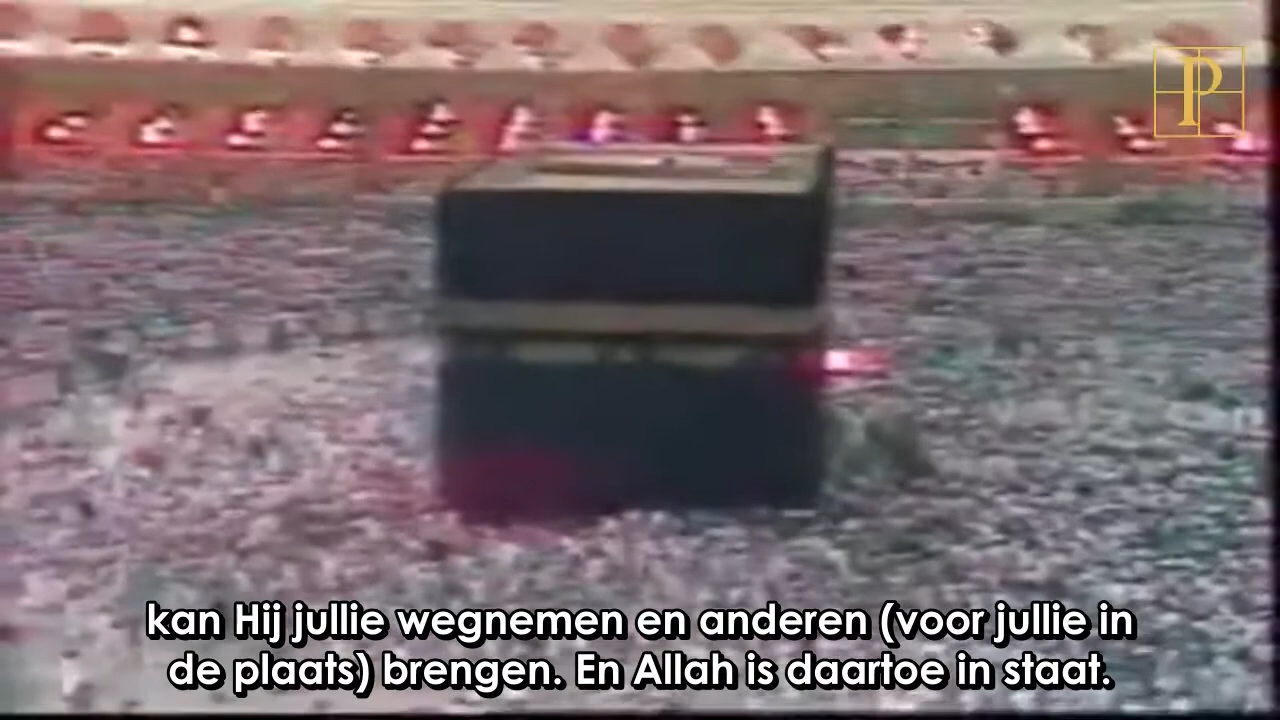 P
kan Hij jullie wegnemen en anderen (voor jullie in
de plaats) brengen. En Allah is daartoe in staat.